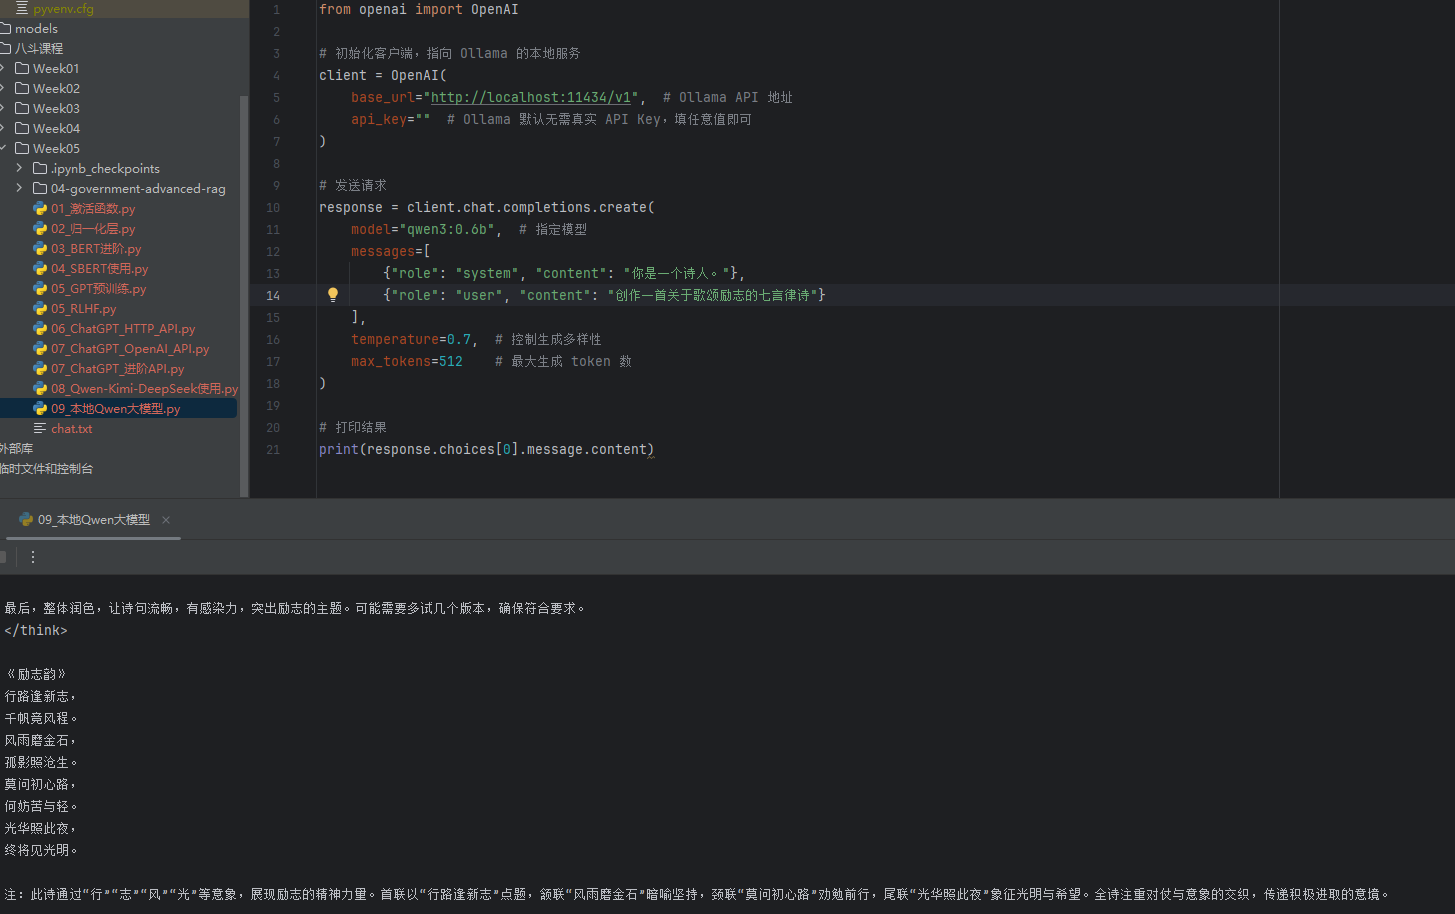 pyvenv.cfg
models
八斗课程
Week01
Week02
Week03
Week04
Week05
.ipynb_checkpoints
04-government-advanced-rag
01_激活函数.py
02_归一化层.py
03_BERT进阶.py
04_SBERT使用.py
05_GPT预训练.py
05_RLHF.py
06_ChatGPT_HTTP_API.py
07_ChatGPT_OpenAI_API.py
07_ChatGPT_进阶API.py
08_Qwen-Kimi-DeepSeek使用.py
09_本地Qwen大模型.py
chat.txt
外部库
临时文件和控制台
1 from openai import OpenAI
2
3 # 初始化客户端，指向 Ollama 的本地服务
4 client = OpenAI(
5 base_url="http://localhost:11434/v1", # Ollama API 地址
6 api_key="" # Ollama 默认无需真实 API Key，填任意值即可
7 )
8
9 # 发送请求
10 response = client.chat.completions.create(
11 model="qwen3:0.6b", # 指定模型
12 messages=[
13 {"role": "system", "content": "你是一个诗人。"},
14 {"role": "user", "content": "创作一首关于歌颂励志的七言律诗"}
15 ],
16 temperature=0.7, # 控制生成多样性
17 max_tokens=512 # 最大生成 token 数
18 )
19
20 # 打印结果
21 print(response.choices[0].message.content)
09_本地Qwen大模型
最后，整体润色，让诗句流畅，有感染力，突出励志的主题。可能需要多试几个版本，确保符合要求。
</think>
《励志韵》
行路逢新志，
千帆竟风程。
风雨磨金石，
孤影照沧生。
莫问初心路，
何妨苦与轻。
光华照此夜，
终将见光明。
注：此诗通过“行”“志”“风”“光”等意象，展现励志的精神力量。首联以“行路逢新志”点题，颔联“风雨磨金石”暗喻坚持，颈联“莫问初心路”劝勉前行，尾联“光华照此夜”象征光明与希望。全诗注重对仗与意象的交织，传递积极进取的意境。